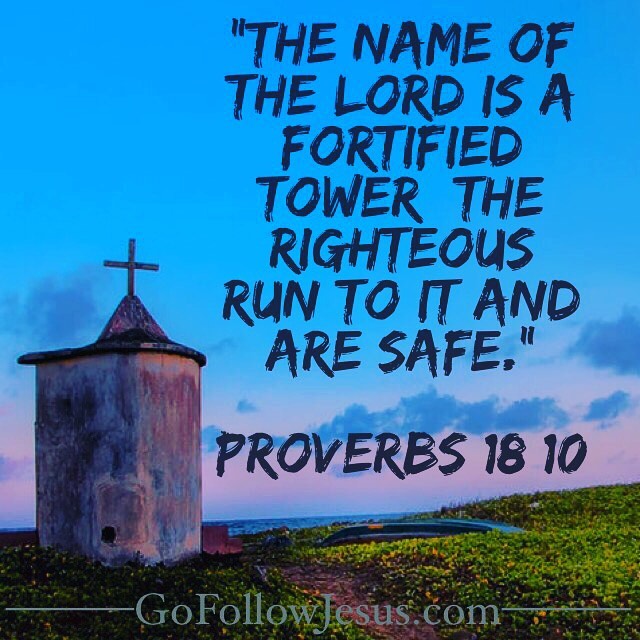 "THE NAME OF
THE LORD IS A
FORTIFIED
TOWER THE
RIGHTEOUS
RUN TO IT AND
ARE SAFE."
PROVERBS 18 10
GoFollowJesus.com